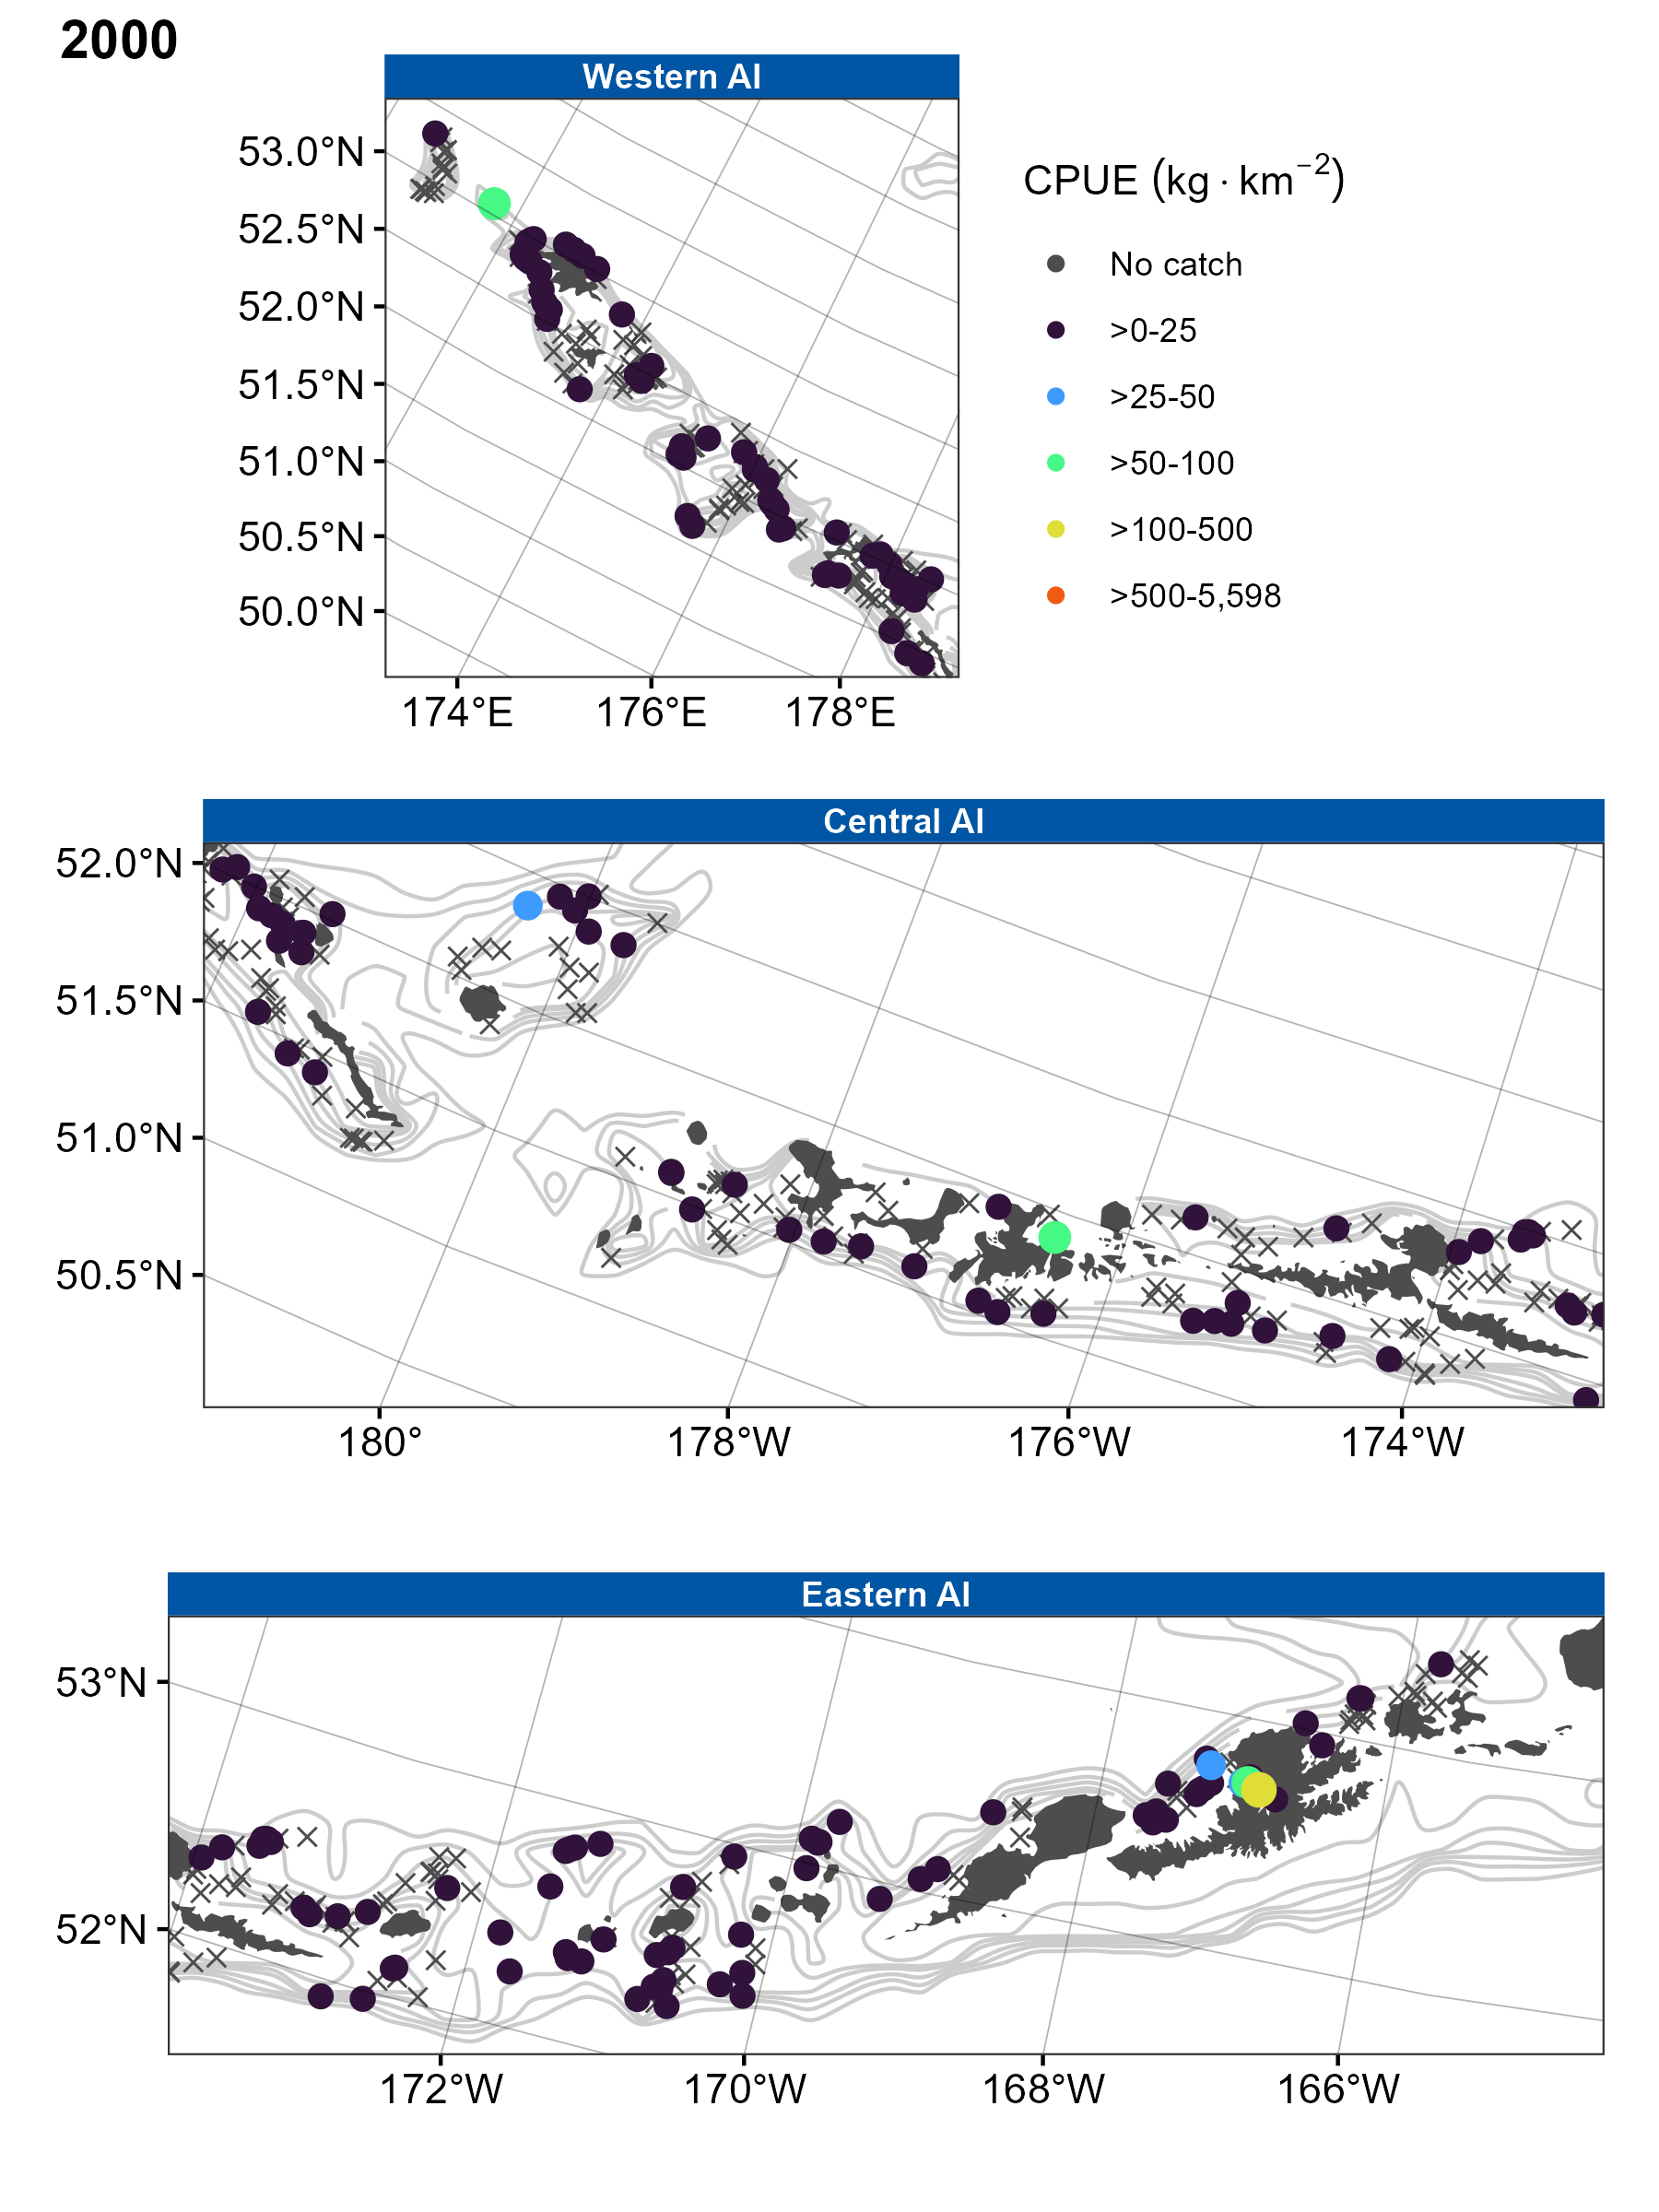 2000
Western AI
53.0°N
52.5°N
52.0°N
51.5°N
51.0°N
50.5°N
50.0°N
174°E 176°E 178°E
CPUE (kg · km⁻²)
No catch
>0-25
>25-50
>50-100
>100-500
>500-5,598
Central AI
52.0°N
51.5°N
51.0°N
50.5°N
180° 178°W 176°W 174°W
Eastern AI
53°N
52°N
172°W 170°W 168°W 166°W